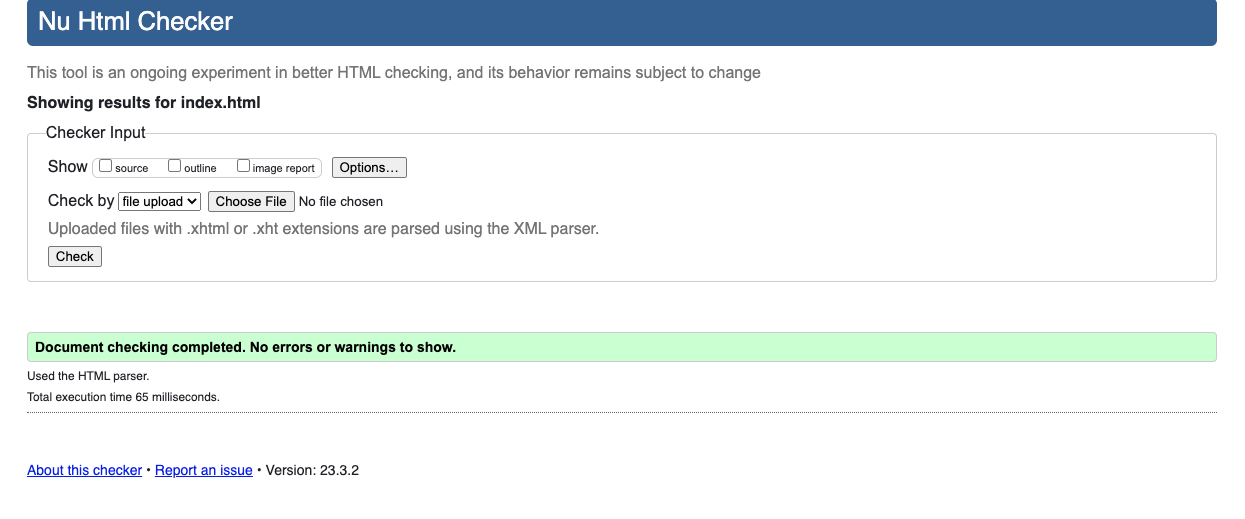 Nu Html Checker
This tool is an ongoing experiment in better HTML checking, and its behavior remains subject to change
Showing results for index.html
Checker Input
Show source outline image report Options…
Check by file upload Choose File No file chosen
Uploaded files with .xhtml or .xht extensions are parsed using the XML parser.
Check
Document checking completed. No errors or warnings to show.
Used the HTML parser.
Total execution time 65 milliseconds.
About this checker • Report an issue • Version: 23.3.2